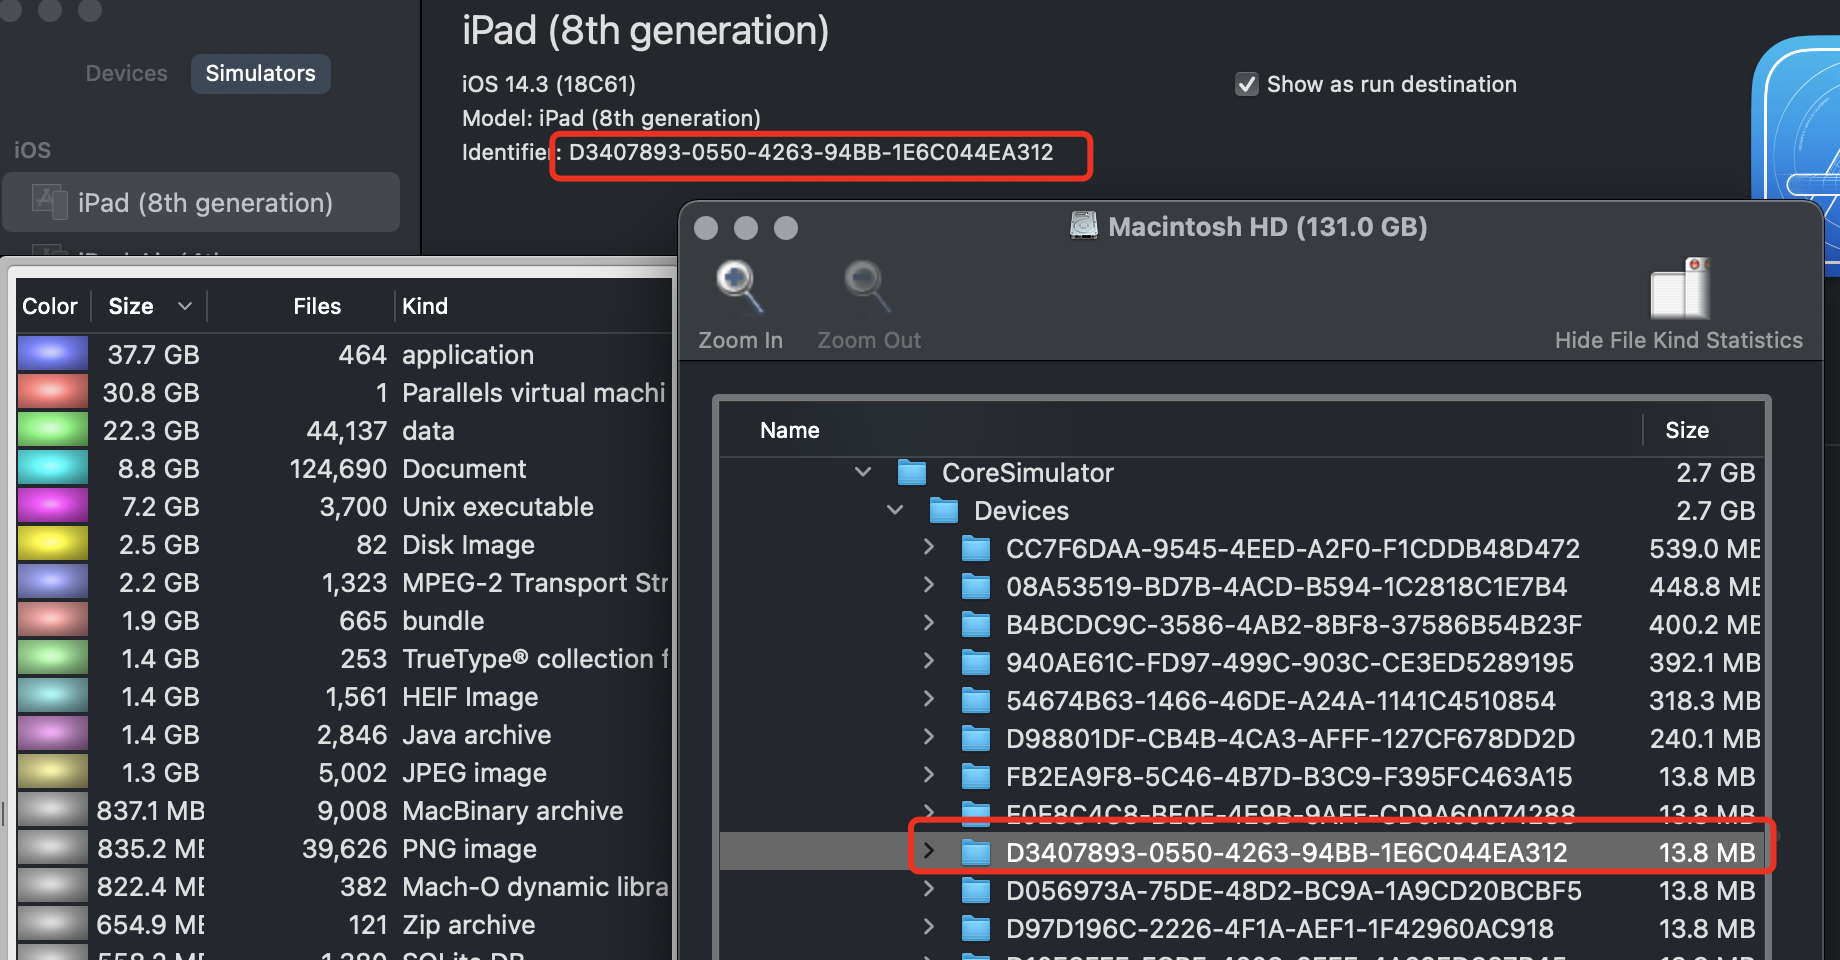 iPad (8th generation)
Devices
Simulators
iOS 14.3 (18C61)
Show as run destination
Model: iPad (8th generation)
iOS
Identifier: D3407893-0550-4263-94BB-1E6C044EA312
iPad (8th generation)
Macintosh HD (131.0 GB)
Zoom In
Zoom Out
Hide File Kind Statistics
Color Size Files Kind
37.7 GB 464 application
30.8 GB 1 Parallels virtual machi
22.3 GB 44,137 data
8.8 GB 124,690 Document
7.2 GB 3,700 Unix executable
2.5 GB 82 Disk Image
2.2 GB 1,323 MPEG-2 Transport Str
1.9 GB 665 bundle
1.4 GB 253 TrueType® collection f
1.4 GB 1,561 HEIF Image
1.4 GB 2,846 Java archive
1.3 GB 5,002 JPEG image
837.1 MB 9,008 MacBinary archive
835.2 ME 39,626 PNG image
822.4 ME 382 Mach-O dynamic libra
654.9 ME 121 Zip archive
Name Size
CoreSimulator 2.7 GB
Devices 2.7 GB
CC7F6DAA-9545-4EED-A2F0-F1CDDB48D472 539.0 ME
08A53519-BD7B-4ACD-B594-1C2818C1E7B4 448.8 ME
B4BCDC9C-3586-4AB2-8BF8-37586B54B23F 400.2 ME
940AE61C-FD97-499C-903C-CE3ED5289195 392.1 MB
54674B63-1466-46DE-A24A-1141C4510854 318.3 MB
D98801DF-CB4B-4CA3-AFFF-127CF678DD2D 240.1 MB
FB2EA9F8-5C46-4B7D-B3C9-F395FC463A15 13.8 MB
E0E8C4C8-BE0E-4E9B-9AFF-CD9A60074288 13.8 MB
D3407893-0550-4263-94BB-1E6C044EA312 13.8 MB
D056973A-75DE-48D2-BC9A-1A9CD20BCBF5 13.8 MB
D97D196C-2226-4F1A-AEF1-1F42960AC918 13.8 MB